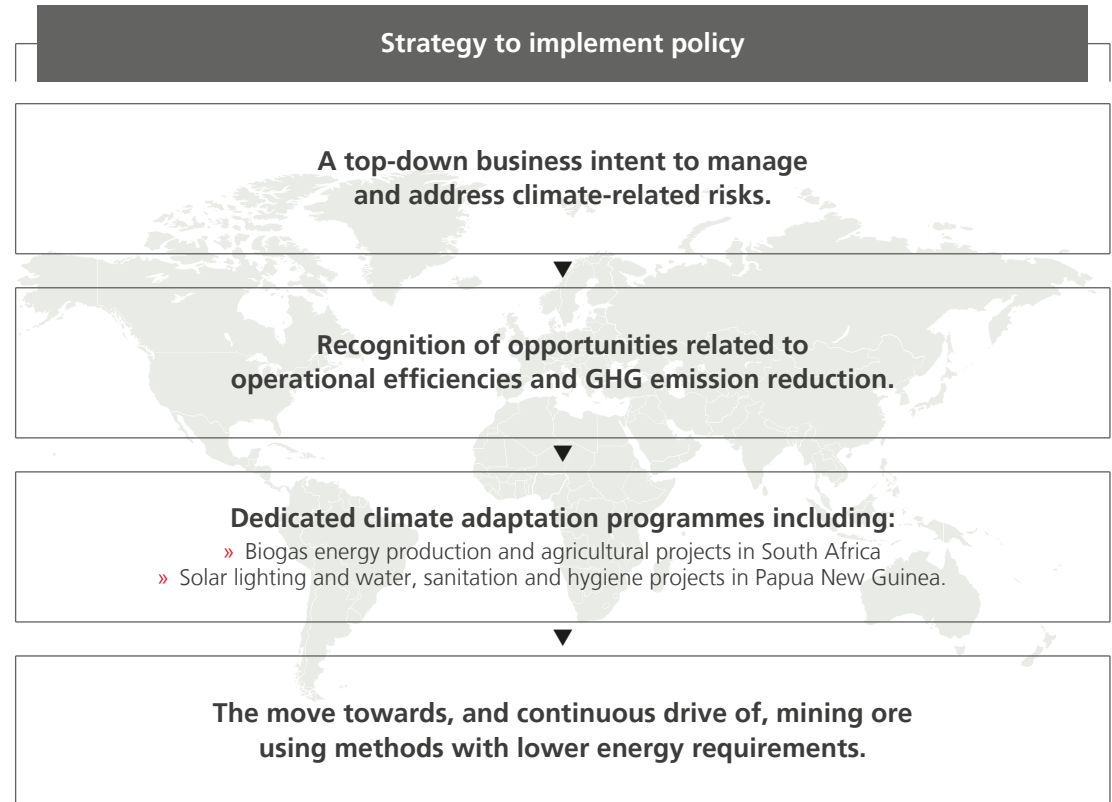 Strategy to implement policy
A top-down business intent to manage
and address climate-related risks.
Recognition of opportunities related to
operational efficiencies and GHG emission reduction.
Dedicated climate adaptation programmes including:
» Biogas energy production and agricultural projects in South Africa
» Solar lighting and water, sanitation and hygiene projects in Papua New Guinea.
The move towards, and continuous drive of, mining ore
using methods with lower energy requirements.